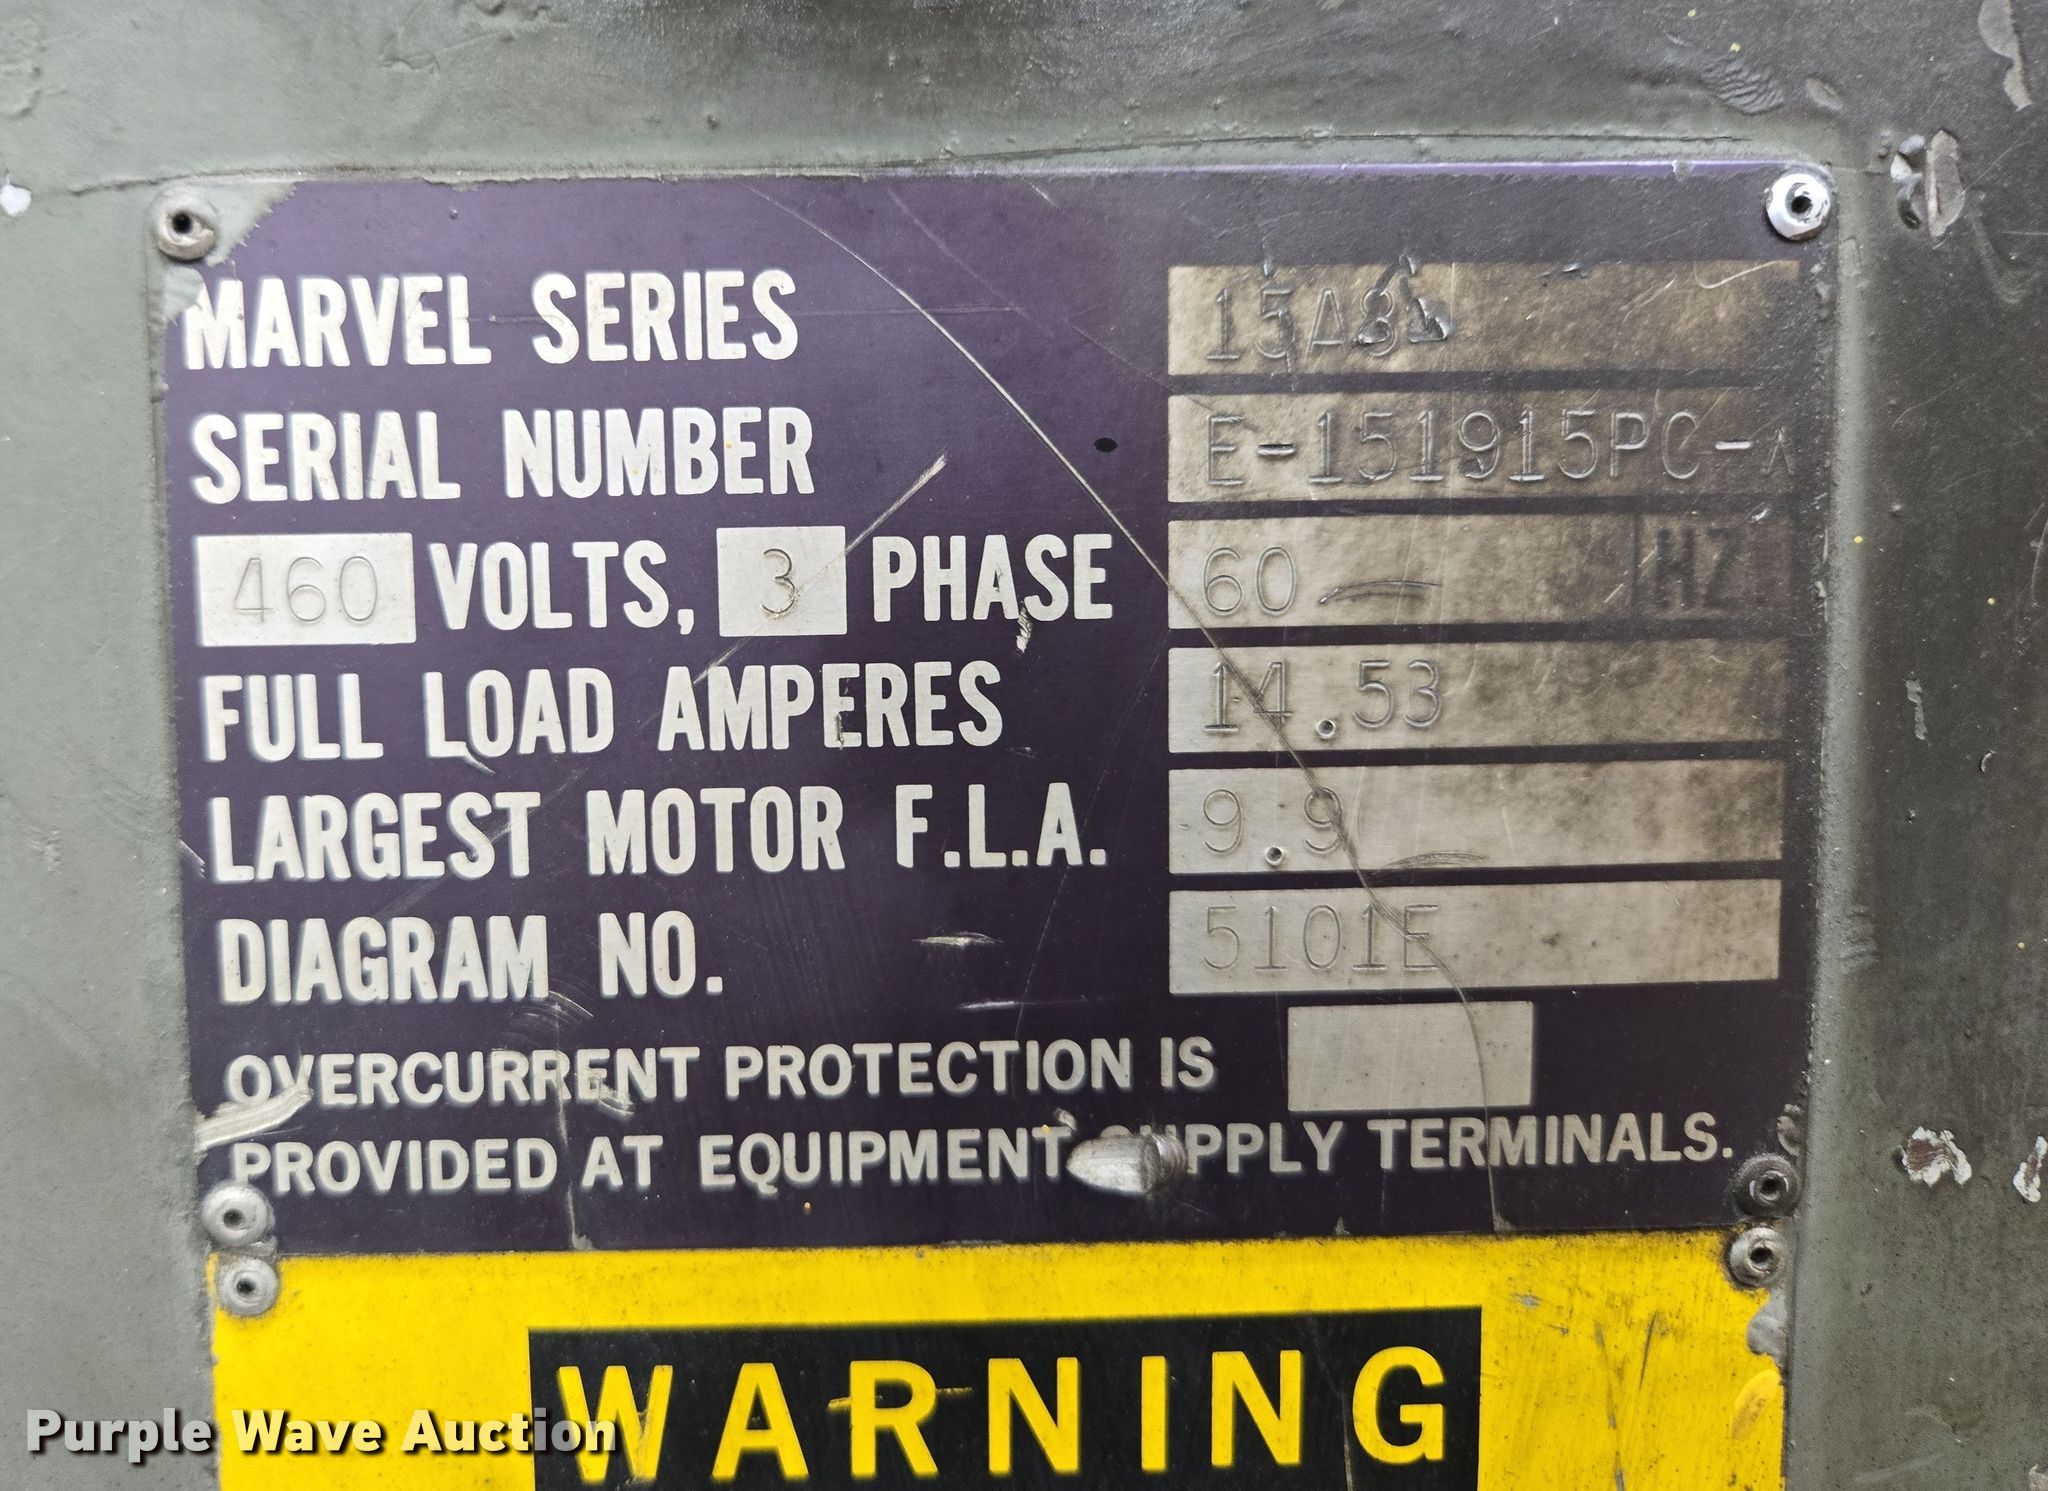 MARVEL SERIES 15A8
SERIAL NUMBER E-151915PC-
460 VOLTS, 3 PHASE 60 HZ
FULL LOAD AMPERES 14.53
LARGEST MOTOR F.L.A. 9.9
DIAGRAM NO. 5101E
OVERCURRENT PROTECTION IS
PROVIDED AT EQUIPMENT SUPPLY TERMINALS.
WARNING
Purple Wave Auction